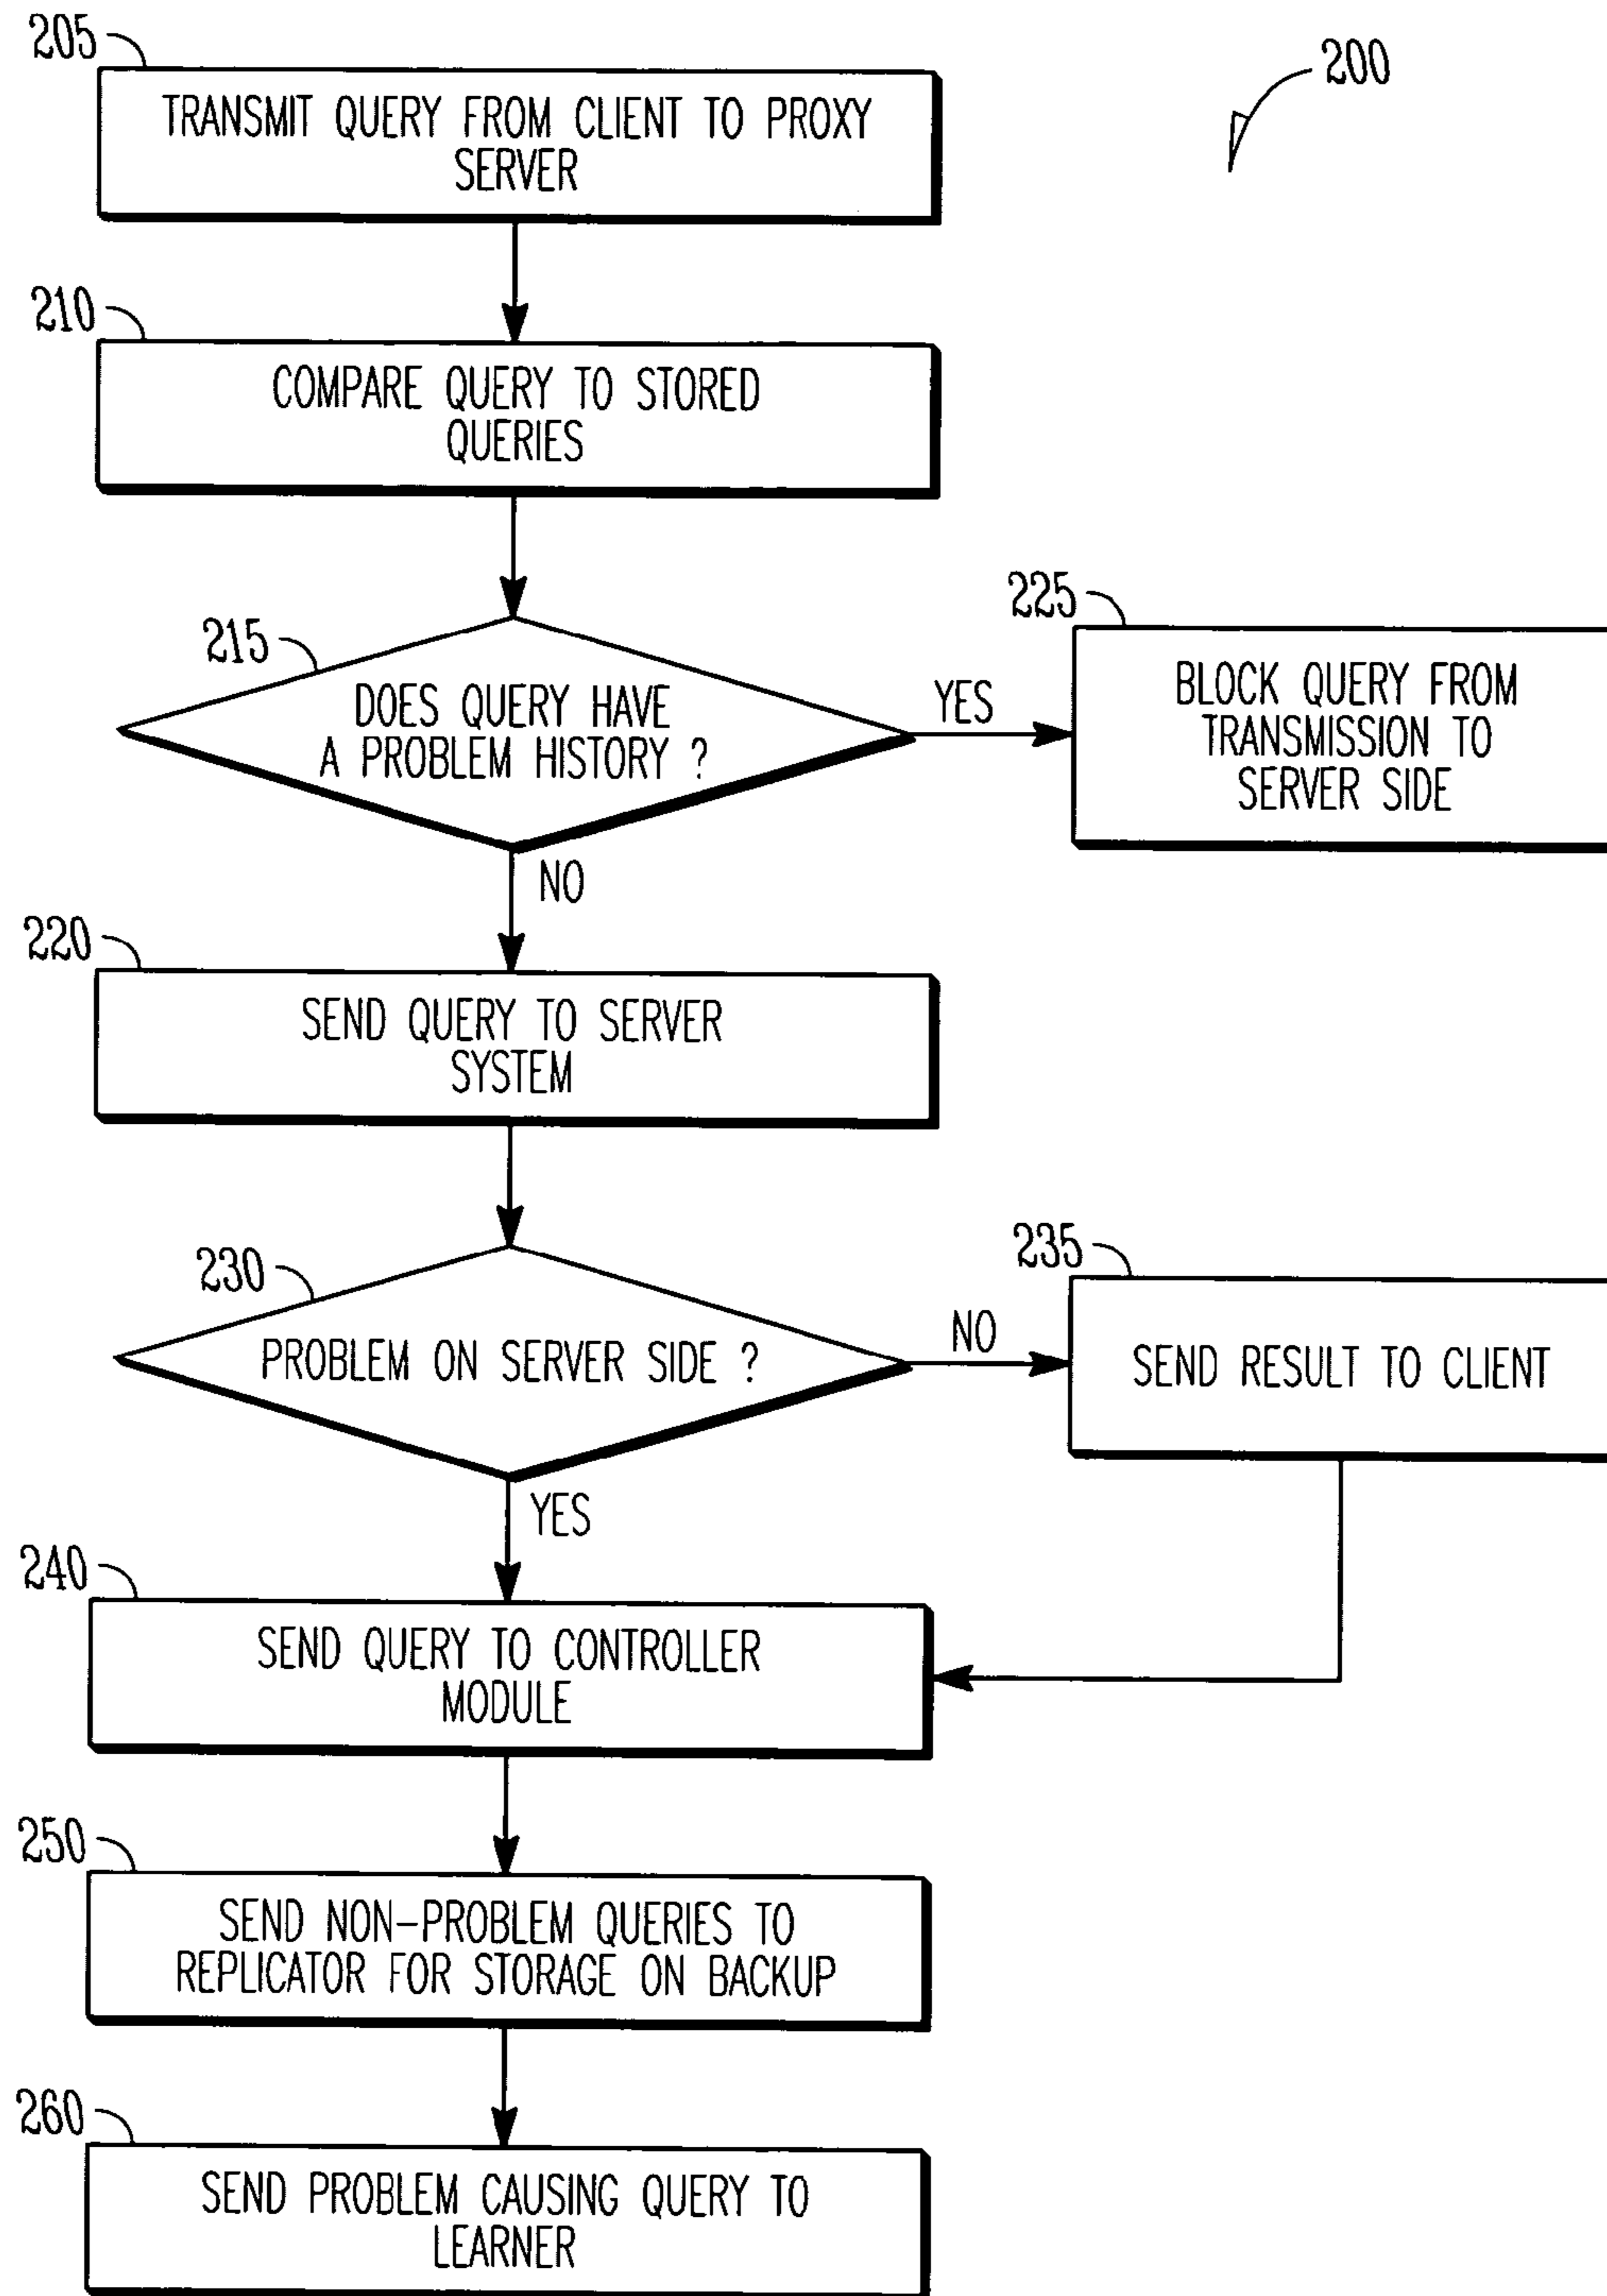 205
200
TRANSMIT QUERY FROM CLIENT TO PROXY
SERVER
210
COMPARE QUERY TO STORED
QUERIES
215
DOES QUERY HAVE
A PROBLEM HISTORY ?
YES
225
BLOCK QUERY FROM
TRANSMISSION TO
SERVER SIDE
NO
220
SEND QUERY TO SERVER
SYSTEM
230
PROBLEM ON SERVER SIDE ?
NO
235
SEND RESULT TO CLIENT
YES
240
SEND QUERY TO CONTROLLER
MODULE
250
SEND NON-PROBLEM QUERIES TO
REPLICATOR FOR STORAGE ON BACKUP
260
SEND PROBLEM CAUSING QUERY TO
LEARNER